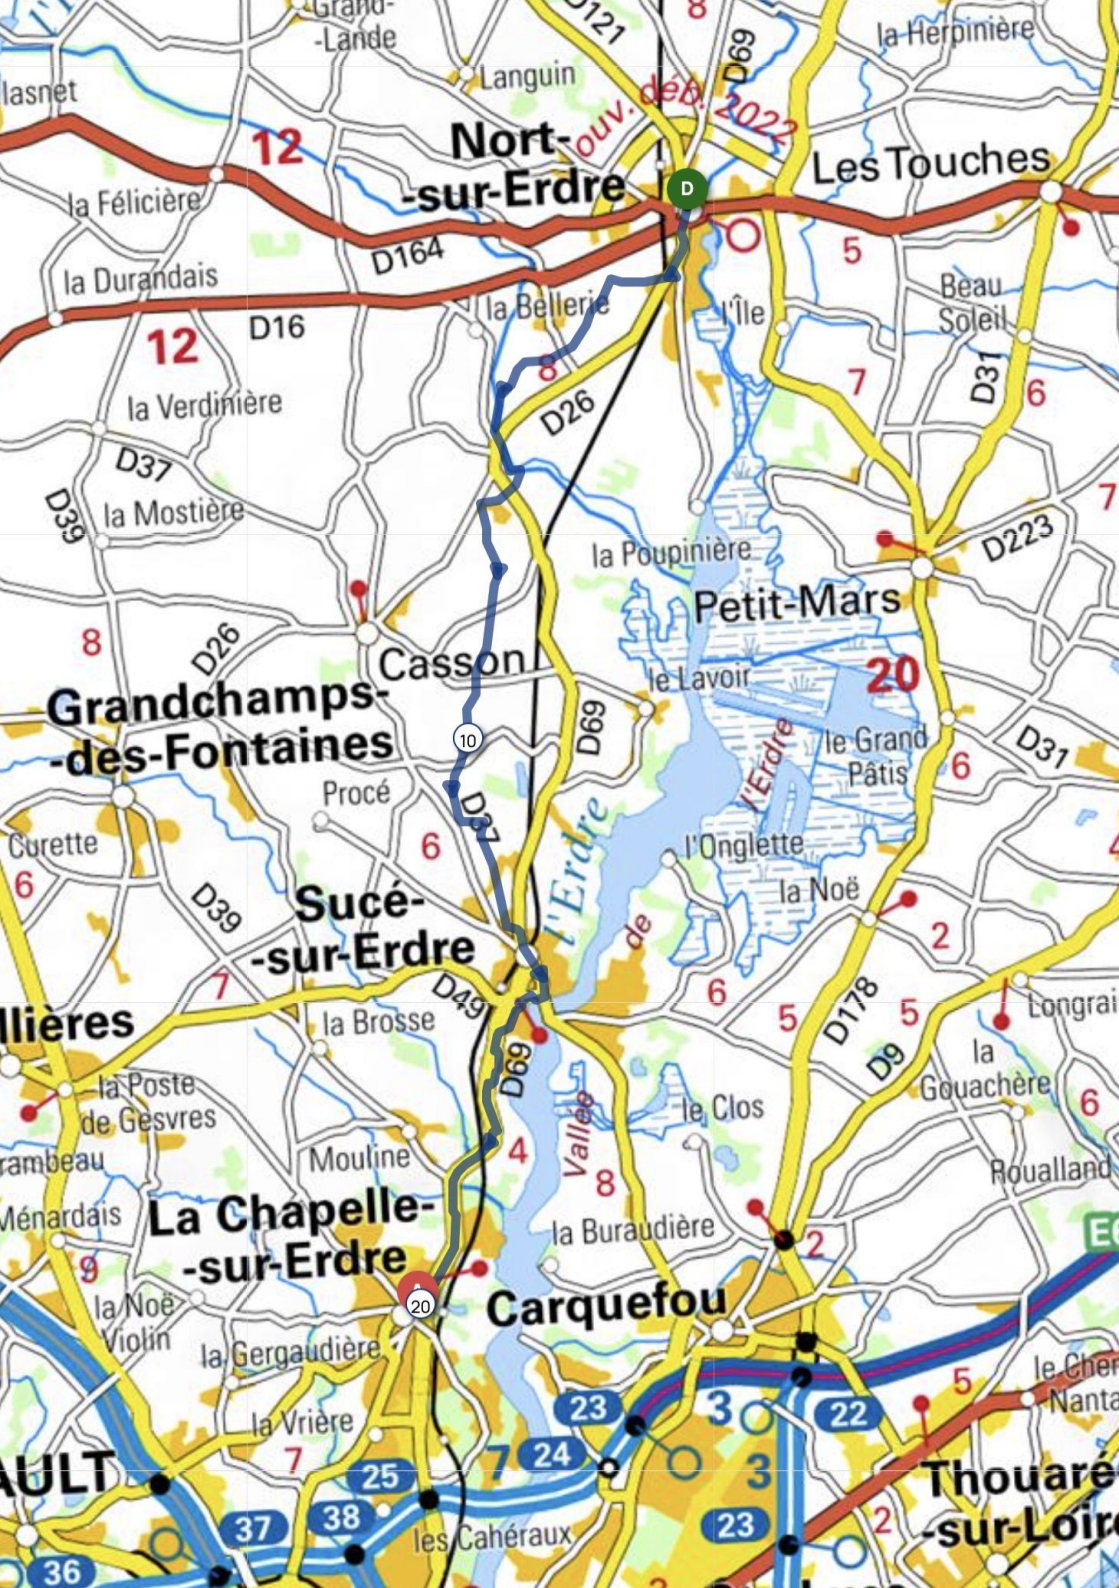 Grand-
-Lande
D121
8
D69
la Herpinière
Languin
lasnet
ouv. déb. 2022
12
Nort-
-sur-Erdre
D
Les Touches
la Félicière
D164
5
la Durandais
la Bellerie
l'Île
Beau
Soleil
D16
12
8
7
D31
6
la Verdinière
D26
D37
D39
la Mostière
7
D223
la Poupinière
Petit-Mars
8
D26
Casson
le Lavoir
20
Grandchamps-
-des-Fontaines
10
D69
l'Erdre
le Grand
Pâtis
D31
6
Procé
D37
l'Erdre
Curette
6
l'Onglette
4
6
la Noë
Sucé-
-sur-Erdre
D39
de
2
7
D49
6
5
D178
5
Longrai
llières
la Brosse
D9
la
Gouachère
la Poste
de Gesvres
D69
le Clos
6
rambeau
Mouline
4
Vallée
8
Roualland
Ménardais
La Chapelle-
-sur-Erdre
la Buraudière
2
9
A
20
Carquefou
la Noë
Violin
la Gergaudière
le Cher
Nanta
5
la Vrière
23
3
22
7
7
24
3
AULT
25
Thouaré-
-sur-Loire
38
37
23
2
les Cahéraux
36